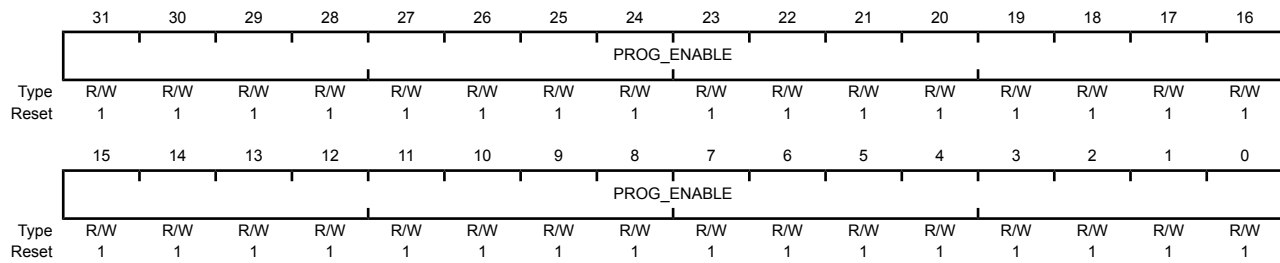 31 30 29 28 27 26 25 24 23 22 21 20 19 18 17 16
PROG_ENABLE
Type R/W R/W R/W R/W R/W R/W R/W R/W R/W R/W R/W R/W R/W R/W R/W R/W
Reset 1 1 1 1 1 1 1 1 1 1 1 1 1 1 1 1
15 14 13 12 11 10 9 8 7 6 5 4 3 2 1 0
PROG_ENABLE
Type R/W R/W R/W R/W R/W R/W R/W R/W R/W R/W R/W R/W R/W R/W R/W R/W
Reset 1 1 1 1 1 1 1 1 1 1 1 1 1 1 1 1